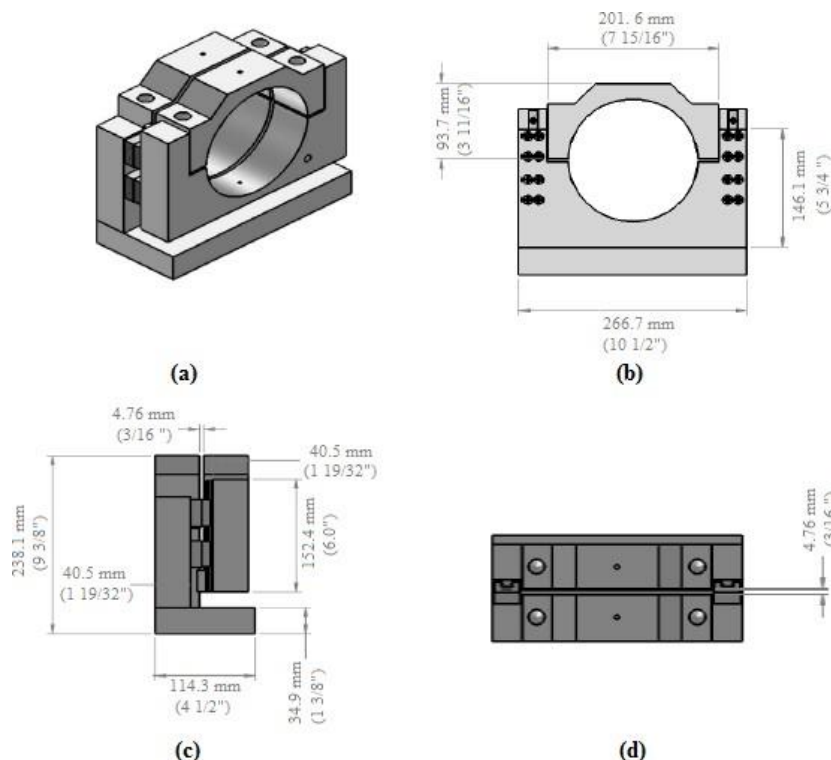 201. 6 mm
(7 15/16")
93.7 mm
(3 11/16")
146.1 mm
(5 3/4 ")
266.7 mm
(10 1/2")
(a)
(b)
4.76 mm
(3/16 ")
40.5 mm
(1 19/32")
238.1 mm
(9 3/8")
152.4 mm
(6.0")
40.5 mm
(1 19/32")
114.3 mm
(4 1/2")
34.9 mm
(1 3/8")
4.76 mm
(3/16 ")
(c)
(d)